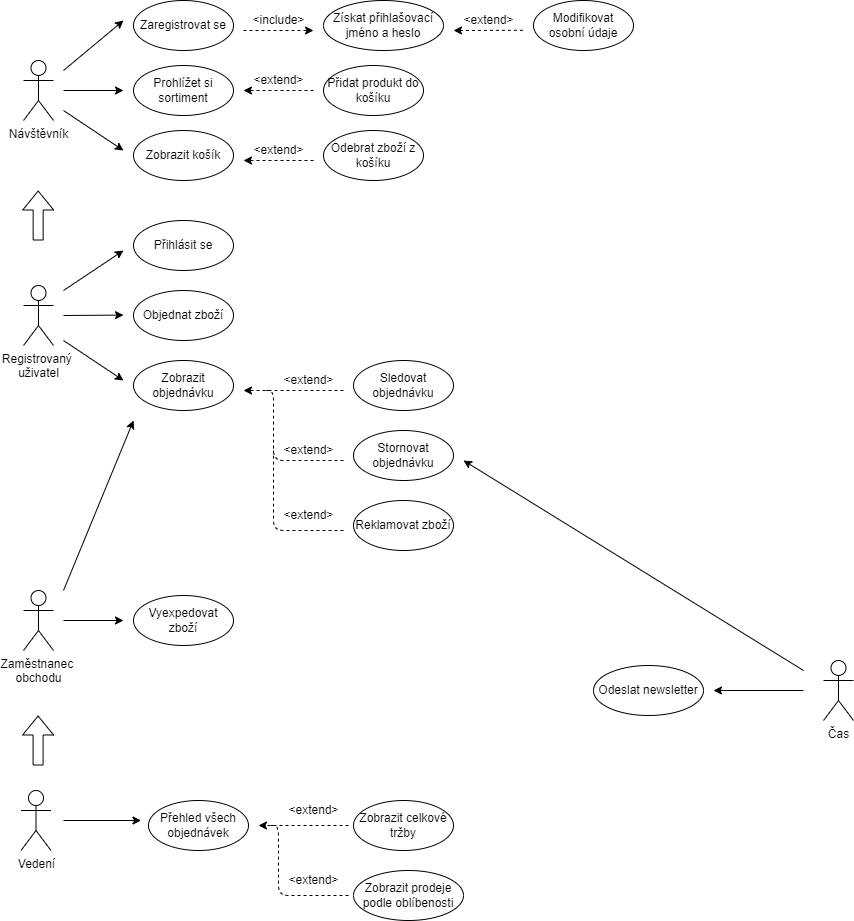 Zaregistrovat se
<include>
Získat přihlašovací
jméno a heslo
<extend>
Modifikovat
osobní údaje
Návštěvník
Prohlížet si
sortiment
<extend>
Přidat produkt do
košíku
Zobrazit košík
<extend>
Odebrat zboží z
košíku
Přihlásit se
Registrovaný
uživatel
Objednat zboží
Zobrazit
objednávku
<extend>
Sledovat
objednávku
<extend>
Stornovat
objednávku
<extend>
Reklamovat zboží
Zaměstnanec
obchodu
Vyexpedovat
zboží
Odeslat newsletter
Čas
Vedení
Přehled všech
objednávek
<extend>
Zobrazit celkové
tržby
<extend>
Zobrazit prodeje
podle oblíbenosti